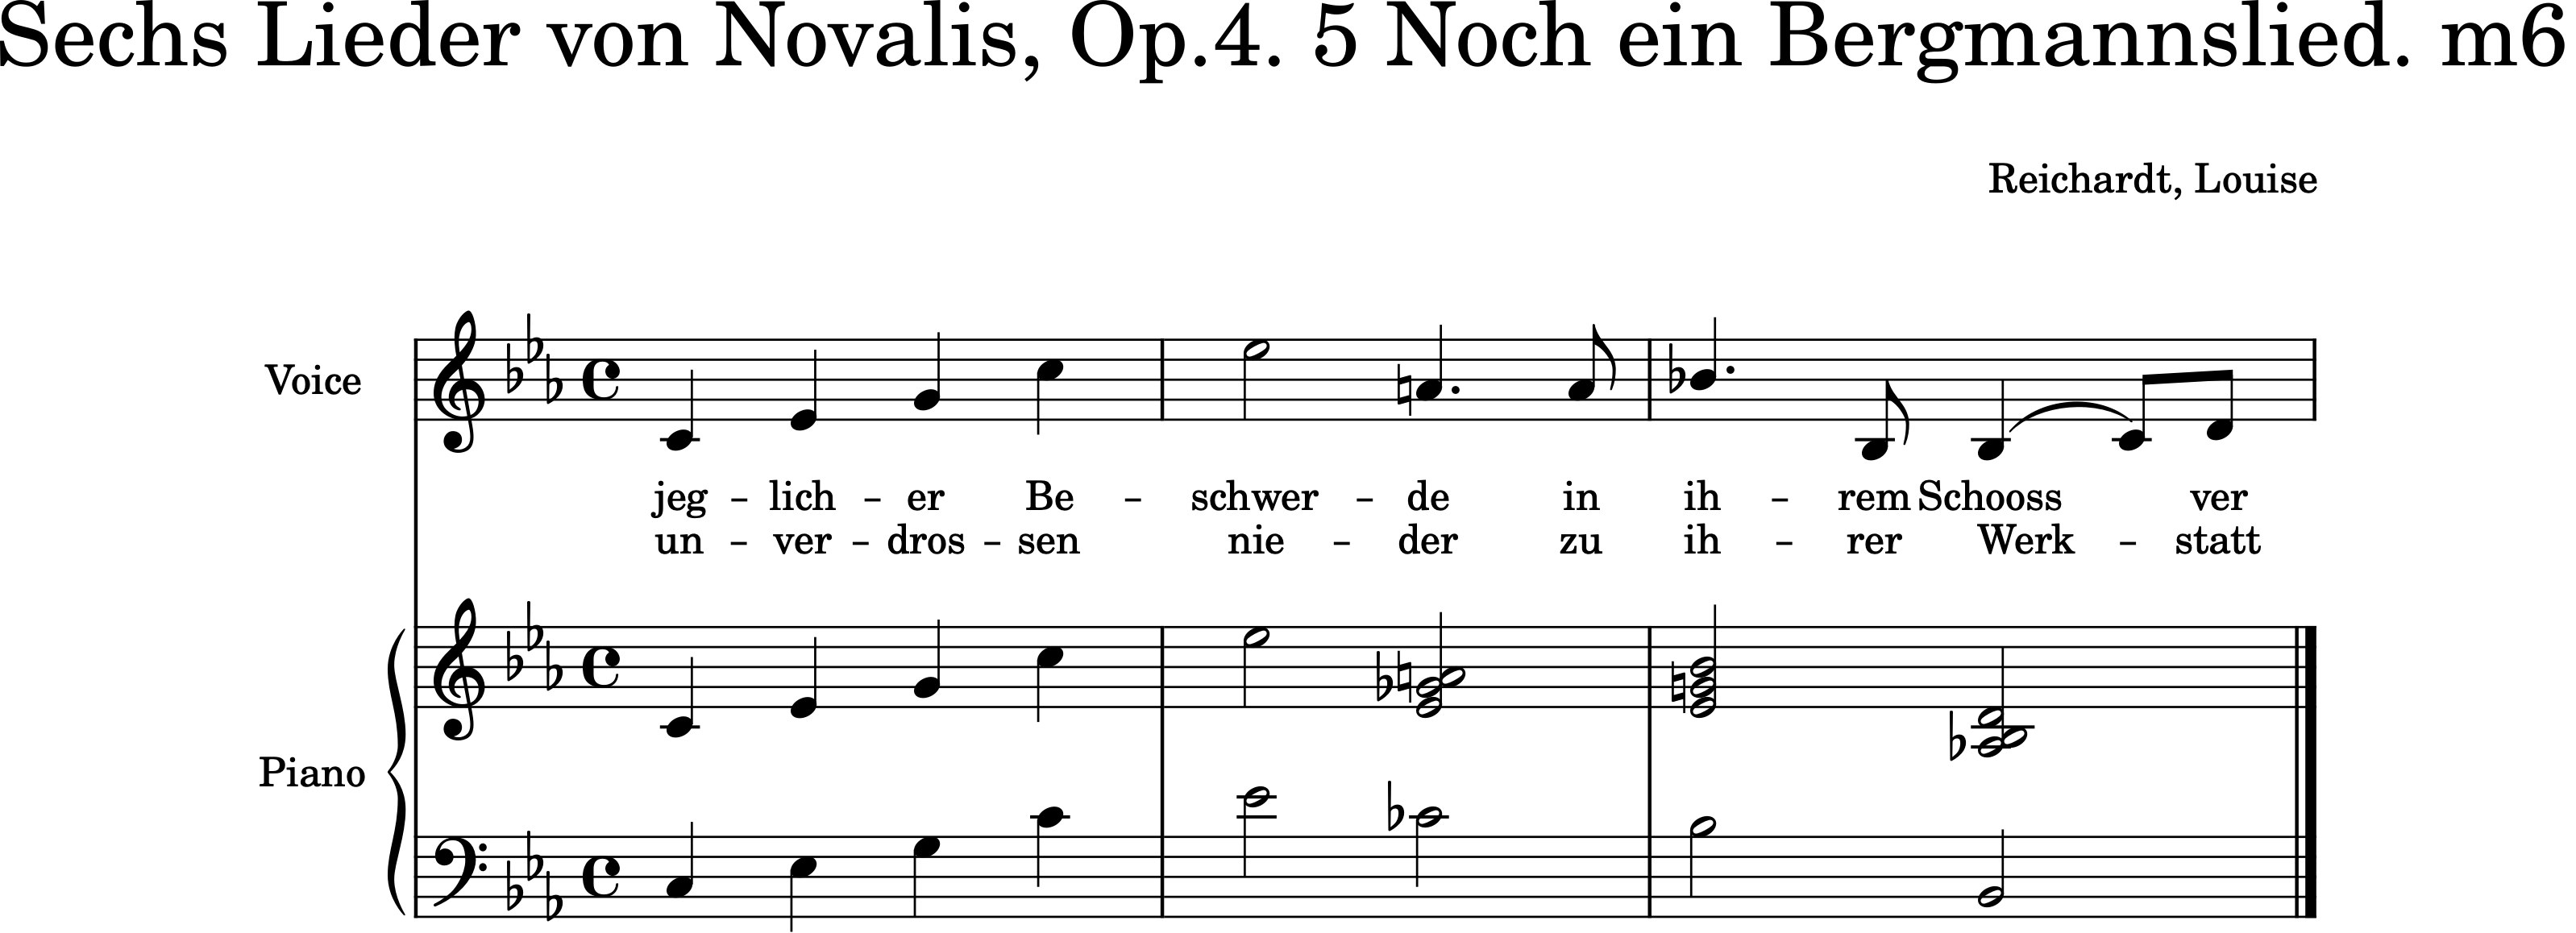 Sechs Lieder von Novalis, Op.4. 5 Noch ein Bergmannslied. m6
Reichardt, Louise
Voice
jeg – lich – er Be – schwer – de in ih – rem Schooss ver
un – ver – dros – sen nie – der zu ih – rer Werk – statt
Piano